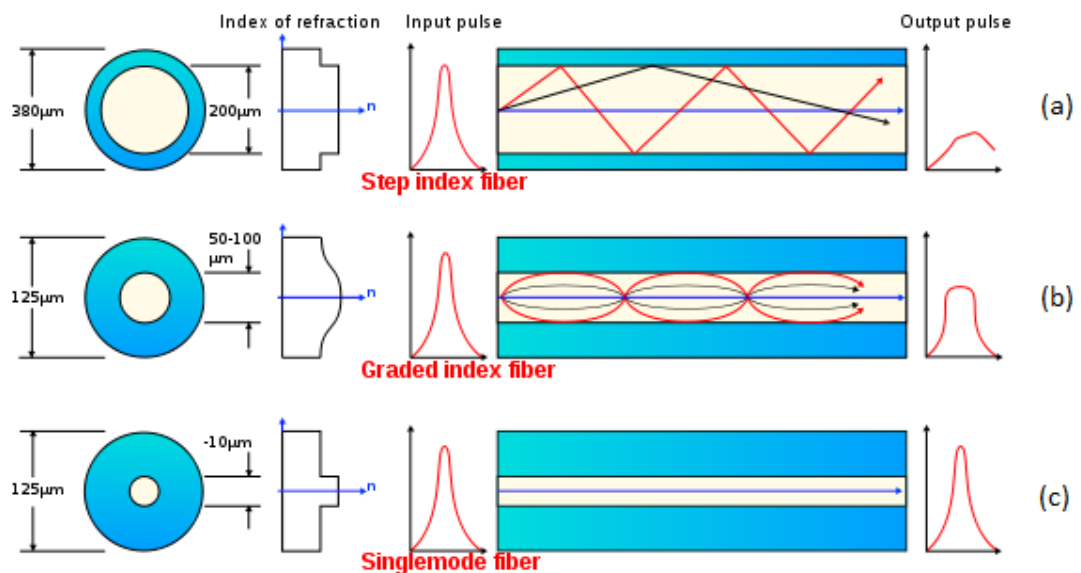 Index of refraction
Input pulse
Output pulse
380µm
200µm
n
(a)
Step index fiber
50-100
µm
125µm
n
(b)
Graded index fiber
-10µm
125µm
n
(c)
Singlemode fiber